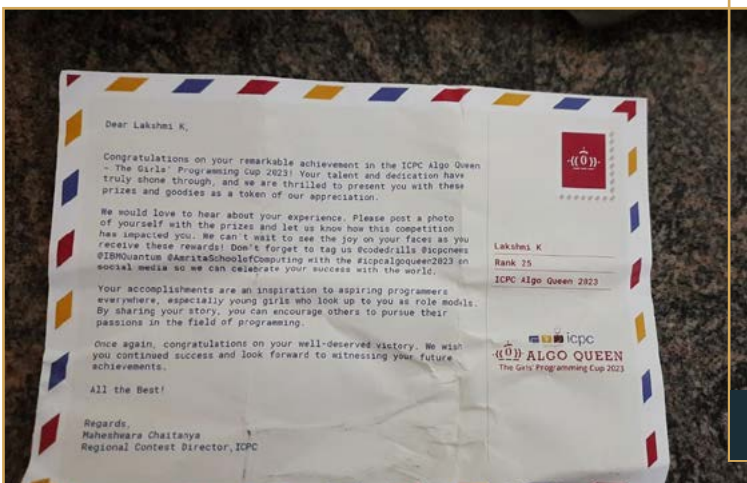 Dear Lakshmi K,
Congratulations on your remarkable achievement in the ICPC Algo Queen
- The Girls' Programming Cup 2023! Your talent and dedication have
truly shone through, and we are thrilled to present you with these
prizes and goodies as a token of our appreciation.
We would love to hear about your experience. Please post a photo
of yourself with the prizes and let us know how this competition
has impacted you. We can't wait to see the joy on your faces as you
receive these rewards! Don't forget to tag us @codedrills @icpcnews
@IBMQuantum @AmritaSchoolofComputing with the #icpcalgoqueen2023 on
social media so we can celebrate your success with the world.
Your accomplishments are an inspiration to aspiring programmers
everywhere, especially young girls who look up to you as role models.
By sharing your story, you can encourage others to pursue their
passions in the field of programming.
Once again, congratulations on your well-deserved victory. We wish
you continued success and look forward to witnessing your future
achievements.
All the Best!
Regards,
Maheshwara Chaitanya
Regional Contest Director, ICPC
Lakshmi K
Rank 25
ICPC Algo Queen 2023
icpc
ALGO QUEEN
The Girls' Programming Cup 2023